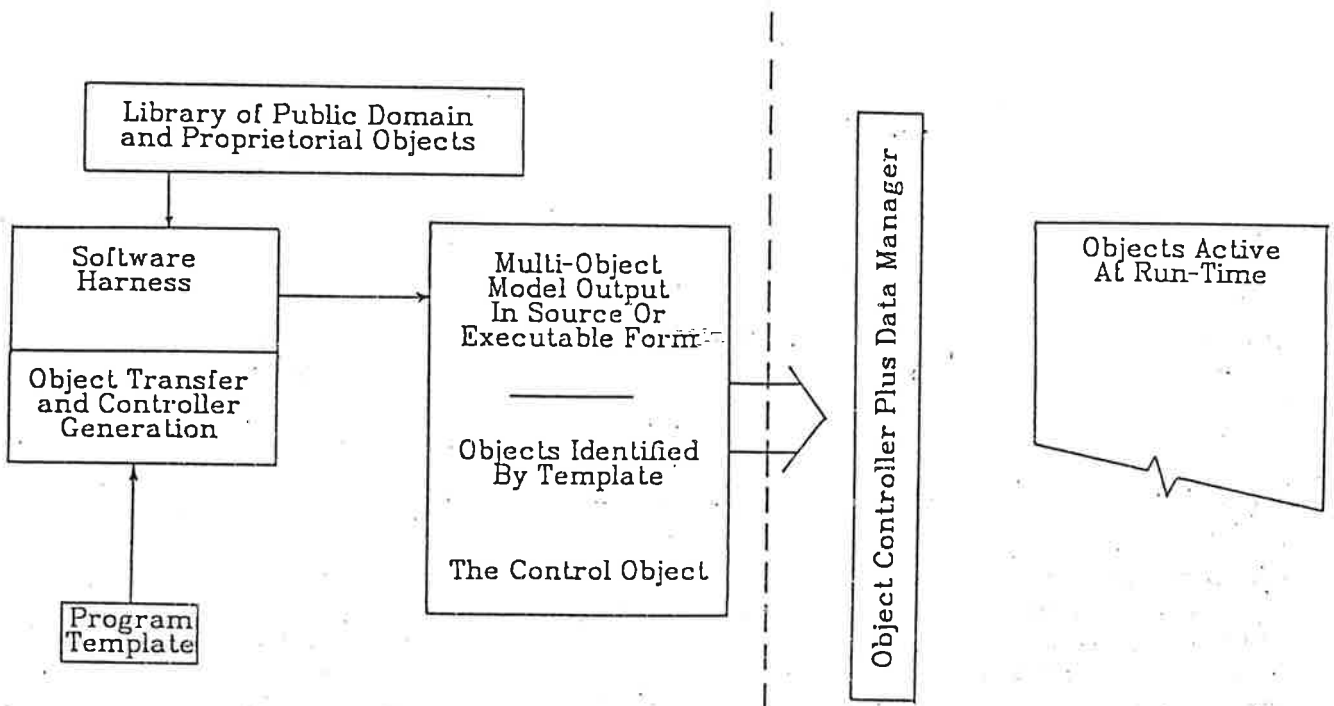 Library of Public Domain
and Proprietorial Objects
Software
Harness
Object Transfer
and Controller
Generation
Program
Template
Multi-Object
Model Output
In Source Or
Executable Form
Objects Identified
By Template
The Control Object
Object Controller Plus Data Manager
Objects Active
At Run-Time